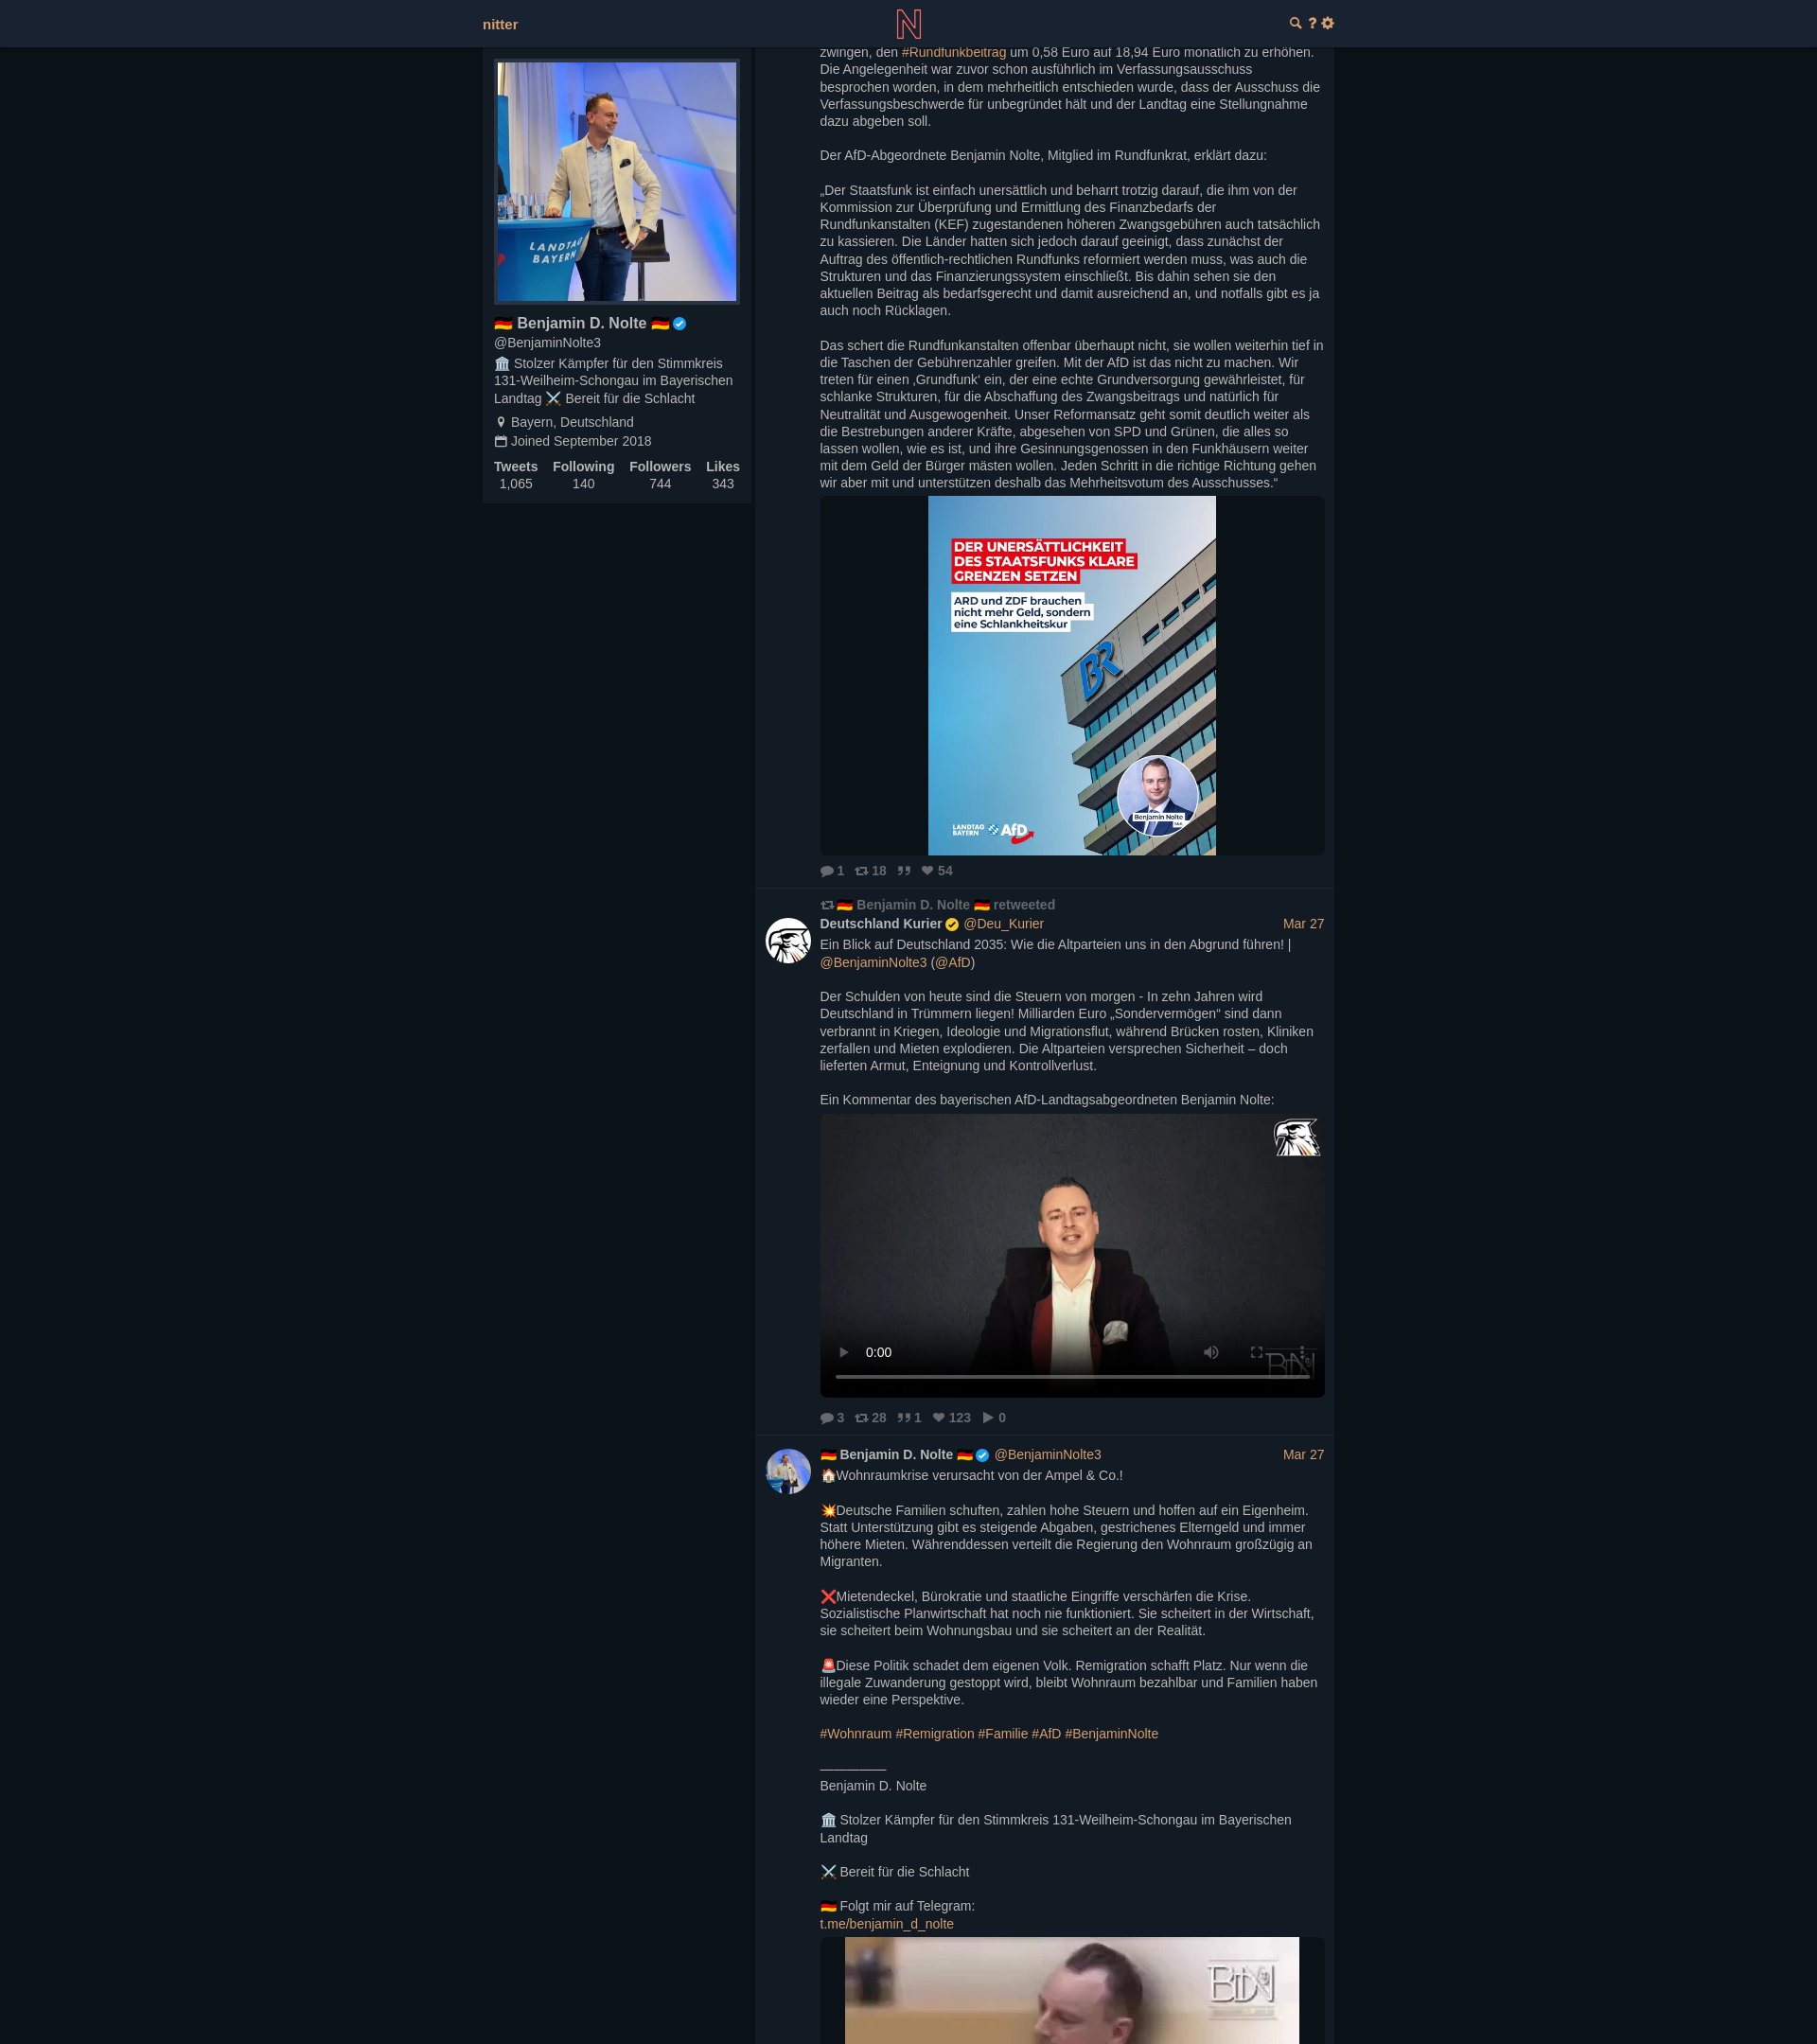 nitter
zwingen, den #Rundfunkbeitrag um 0,58 Euro auf 18,94 Euro monatlich zu erhöhen.
Die Angelegenheit war zuvor schon ausführlich im Verfassungsausschuss
besprochen worden, in dem mehrheitlich entschieden wurde, dass der Ausschuss die
Verfassungsbeschwerde für unbegründet hält und der Landtag eine Stellungnahme
dazu abgeben soll.
Der AfD-Abgeordnete Benjamin Nolte, Mitglied im Rundfunkrat, erklärt dazu:
„Der Staatsfunk ist einfach unersättlich und beharrt trotzig darauf, die ihm von der
Kommission zur Überprüfung und Ermittlung des Finanzbedarfs der
Rundfunkanstalten (KEF) zugestandenen höheren Zwangsgebühren auch tatsächlich
zu kassieren. Die Länder hatten sich jedoch darauf geeinigt, dass zunächst der
Auftrag des öffentlich-rechtlichen Rundfunks reformiert werden muss, was auch die
Strukturen und das Finanzierungssystem einschließt. Bis dahin sehen sie den
aktuellen Beitrag als bedarfsgerecht und damit ausreichend an, und notfalls gibt es ja
auch noch Rücklagen.
Das schert die Rundfunkanstalten offenbar überhaupt nicht, sie wollen weiterhin tief in
die Taschen der Gebührenzahler greifen. Mit der AfD ist das nicht zu machen. Wir
treten für einen ‚Grundfunk‘ ein, der eine echte Grundversorgung gewährleistet, für
schlanke Strukturen, für die Abschaffung des Zwangsbeitrags und natürlich für
Neutralität und Ausgewogenheit. Unser Reformansatz geht somit deutlich weiter als
die Bestrebungen anderer Kräfte, abgesehen von SPD und Grünen, die alles so
lassen wollen, wie es ist, und ihre Gesinnungsgenossen in den Funkhäusern weiter
mit dem Geld der Bürger mästen wollen. Jeden Schritt in die richtige Richtung gehen
wir aber mit und unterstützen deshalb das Mehrheitsvotum des Ausschusses.“
LANDTAG
BAYERN
🇩🇪 Benjamin D. Nolte 🇩🇪
@BenjaminNolte3
🏛️ Stolzer Kämpfer für den Stimmkreis
131-Weilheim-Schongau im Bayerischen
Landtag ⚔️ Bereit für die Schlacht
Bayern, Deutschland
Joined September 2018
Tweets Following Followers Likes
1,065 140 744 343
DER UNERSÄTTLICHKEIT
DES STAATSFUNKS KLARE
GRENZEN SETZEN
ARD und ZDF brauchen
nicht mehr Geld, sondern
eine Schlankheitskur
BR
Benjamin Nolte
LANDTAG
BAYERN
AfD
1 18 54
🇩🇪 Benjamin D. Nolte 🇩🇪 retweeted
Deutschland Kurier @Deu_Kurier Mar 27
Ein Blick auf Deutschland 2035: Wie die Altparteien uns in den Abgrund führen! |
@BenjaminNolte3 (@AfD)
Der Schulden von heute sind die Steuern von morgen - In zehn Jahren wird
Deutschland in Trümmern liegen! Milliarden Euro „Sondervermögen“ sind dann
verbrannt in Kriegen, Ideologie und Migrationsflut, während Brücken rosten, Kliniken
zerfallen und Mieten explodieren. Die Altparteien versprechen Sicherheit – doch
lieferten Armut, Enteignung und Kontrollverlust.
Ein Kommentar des bayerischen AfD-Landtagsabgeordneten Benjamin Nolte:
0:00
BDN
3 28 1 123 0
🇩🇪 Benjamin D. Nolte 🇩🇪 @BenjaminNolte3 Mar 27
🏠Wohnraumkrise verursacht von der Ampel & Co.!
💥Deutsche Familien schuften, zahlen hohe Steuern und hoffen auf ein Eigenheim.
Statt Unterstützung gibt es steigende Abgaben, gestrichenes Elterngeld und immer
höhere Mieten. Währenddessen verteilt die Regierung den Wohnraum großzügig an
Migranten.
❌Mietendeckel, Bürokratie und staatliche Eingriffe verschärfen die Krise.
Sozialistische Planwirtschaft hat noch nie funktioniert. Sie scheitert in der Wirtschaft,
sie scheitert beim Wohnungsbau und sie scheitert an der Realität.
🚨Diese Politik schadet dem eigenen Volk. Remigration schafft Platz. Nur wenn die
illegale Zuwanderung gestoppt wird, bleibt Wohnraum bezahlbar und Familien haben
wieder eine Perspektive.
#Wohnraum #Remigration #Familie #AfD #BenjaminNolte
_________
Benjamin D. Nolte
🏛️ Stolzer Kämpfer für den Stimmkreis 131-Weilheim-Schongau im Bayerischen
Landtag
⚔️ Bereit für die Schlacht
🇩🇪 Folgt mir auf Telegram:
t.me/benjamin_d_nolte
BDN